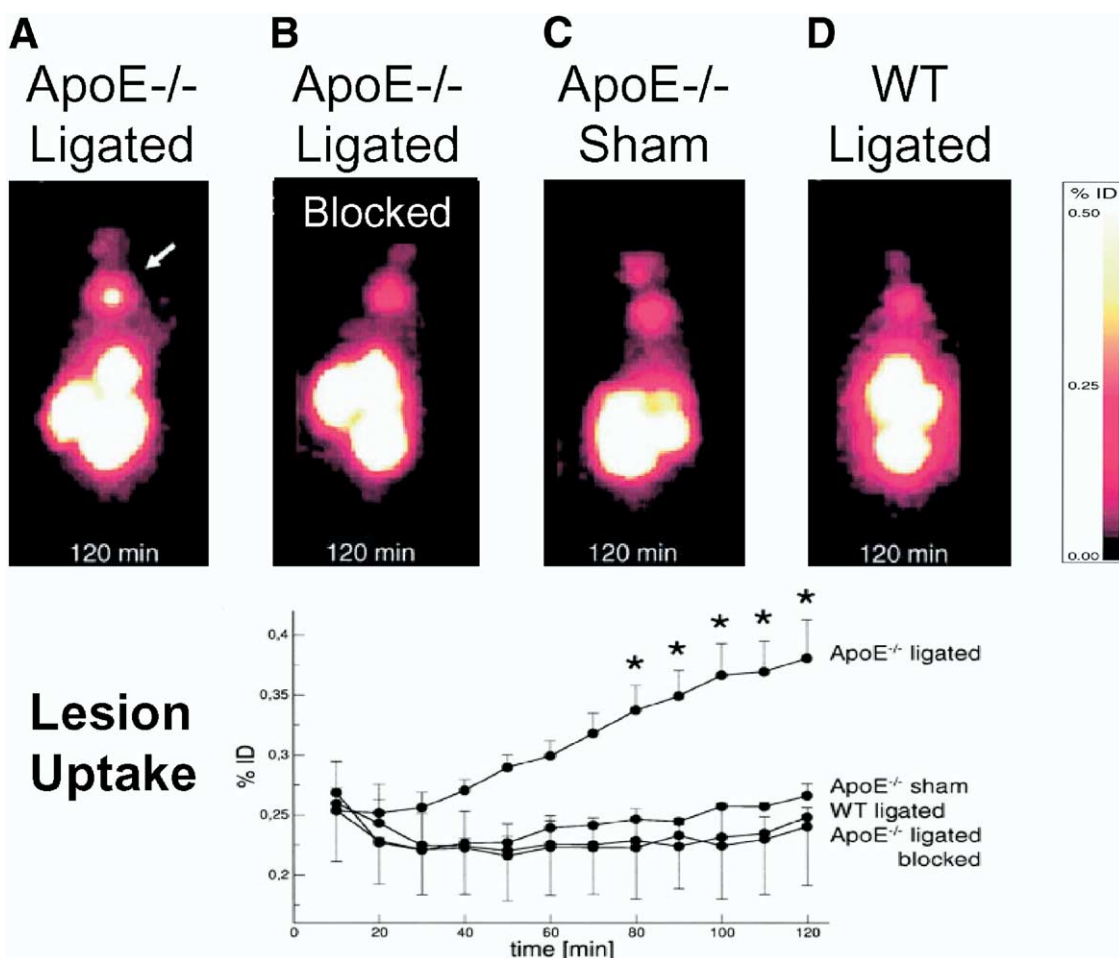 A
ApoE-/-
Ligated
B
ApoE-/-
Ligated
Blocked
C
ApoE-/-
Sham
D
WT
Ligated
120 min
120 min
120 min
120 min
% ID
0.50
0.25
0.00
Lesion
Uptake
% ID
0,4
0,35
0,3
0,25
0,2
* * * * *
ApoE-/- ligated
ApoE-/- sham
WT ligated
ApoE-/- ligated
blocked
0 20 40 60 80 100 120
time [min]